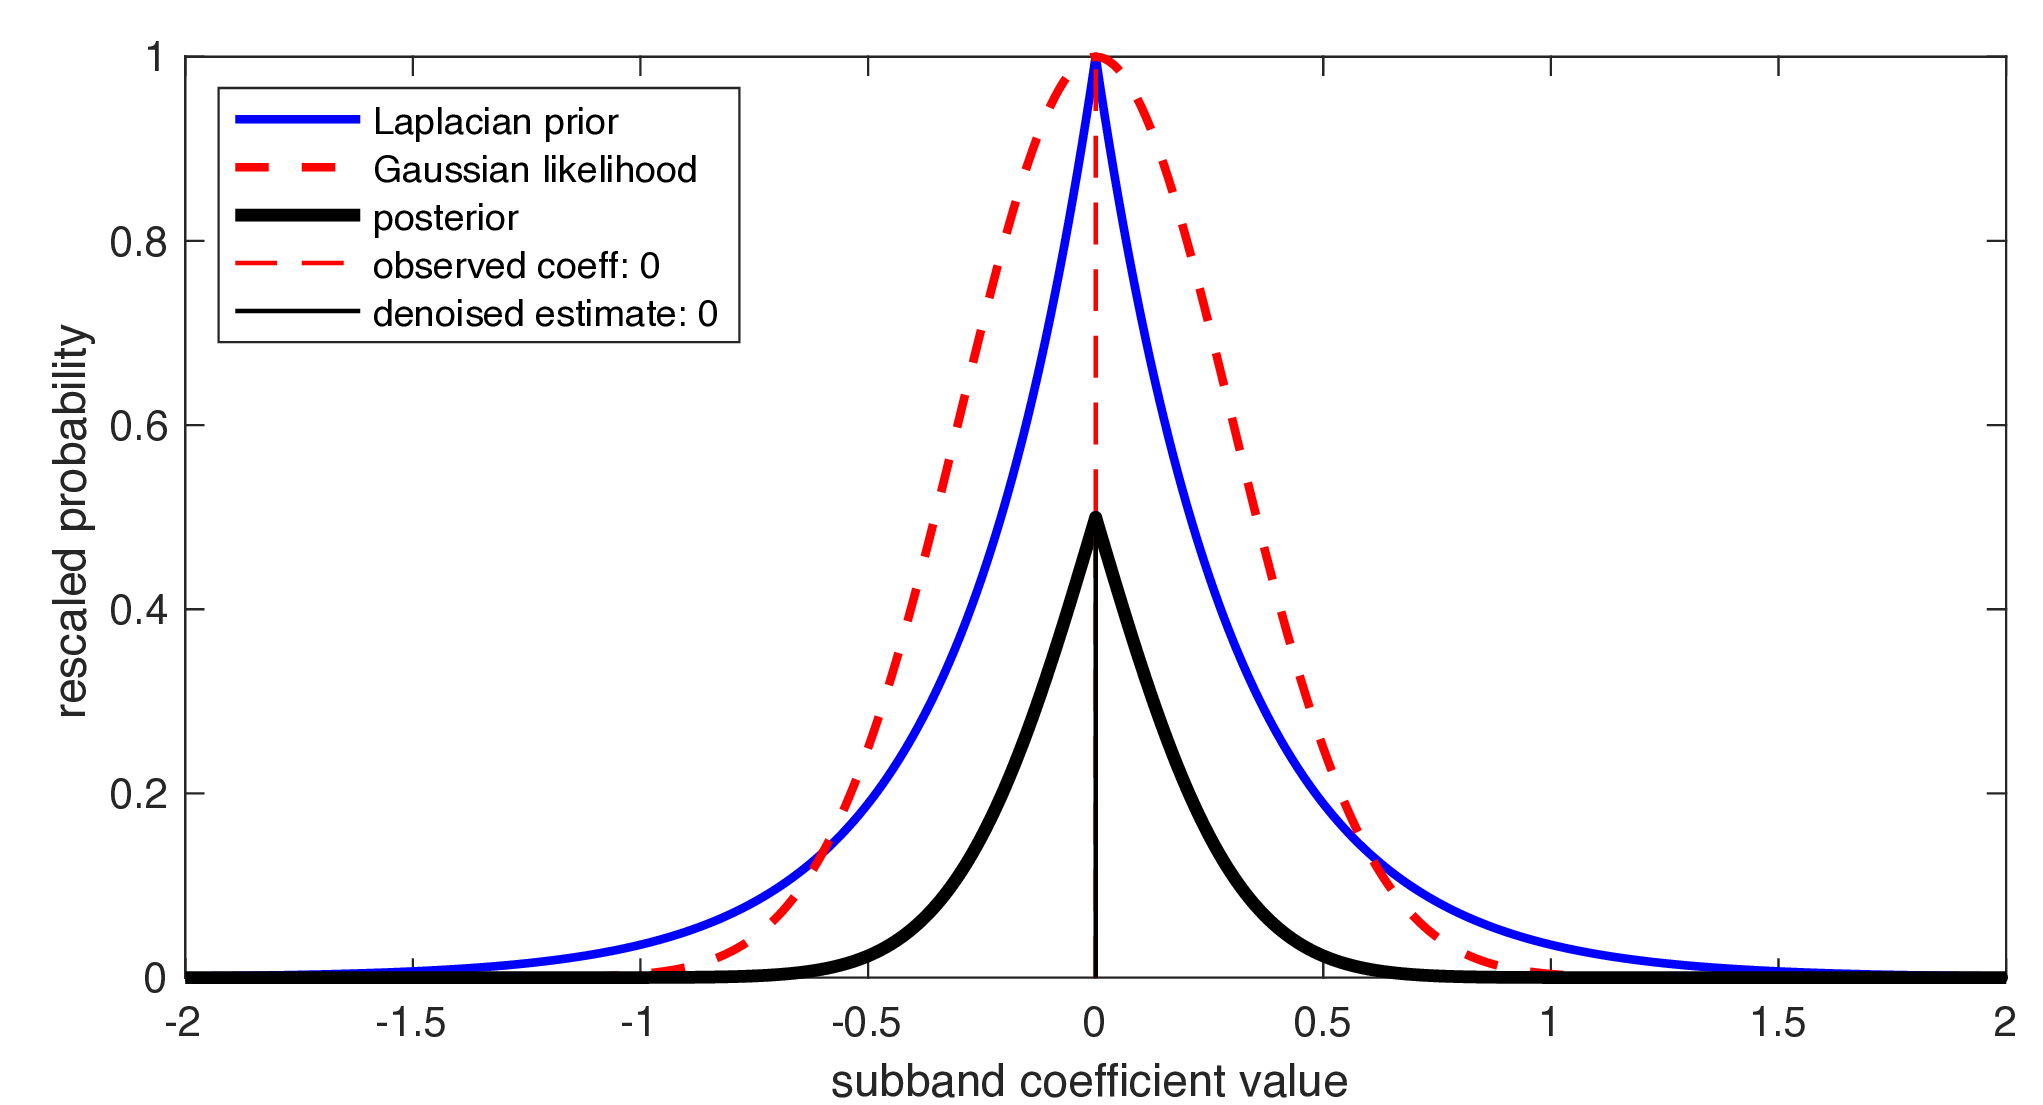 1
0.8
0.6
0.4
0.2
0
rescaled probability
Laplacian prior
Gaussian likelihood
posterior
observed coeff: 0
denoised estimate: 0
-2 -1.5 -1 -0.5 0 0.5 1 1.5 2
subband coefficient value